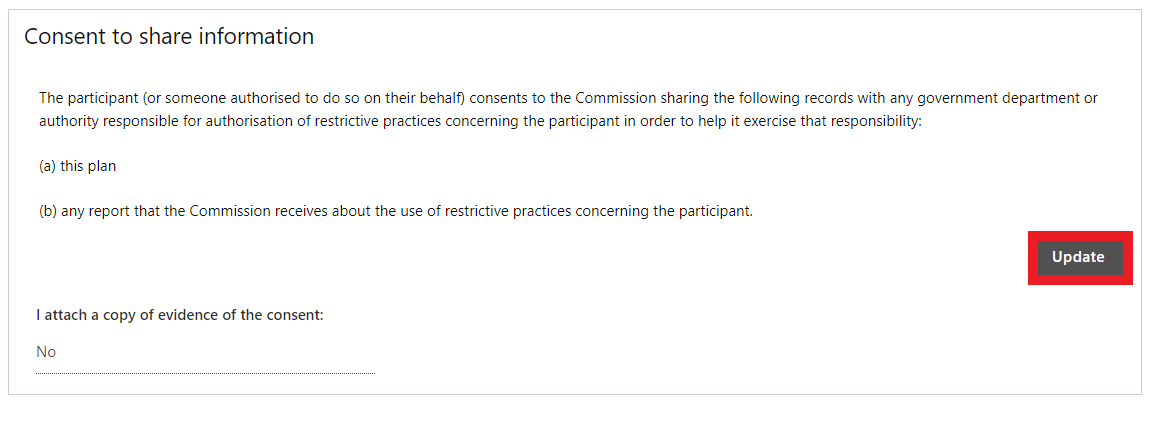 Consent to share information
The participant (or someone authorised to do so on their behalf) consents to the Commission sharing the following records with any government department or
authority responsible for authorisation of restrictive practices concerning the participant in order to help it exercise that responsibility:
(a) this plan
(b) any report that the Commission receives about the use of restrictive practices concerning the participant.
Update
I attach a copy of evidence of the consent:
No